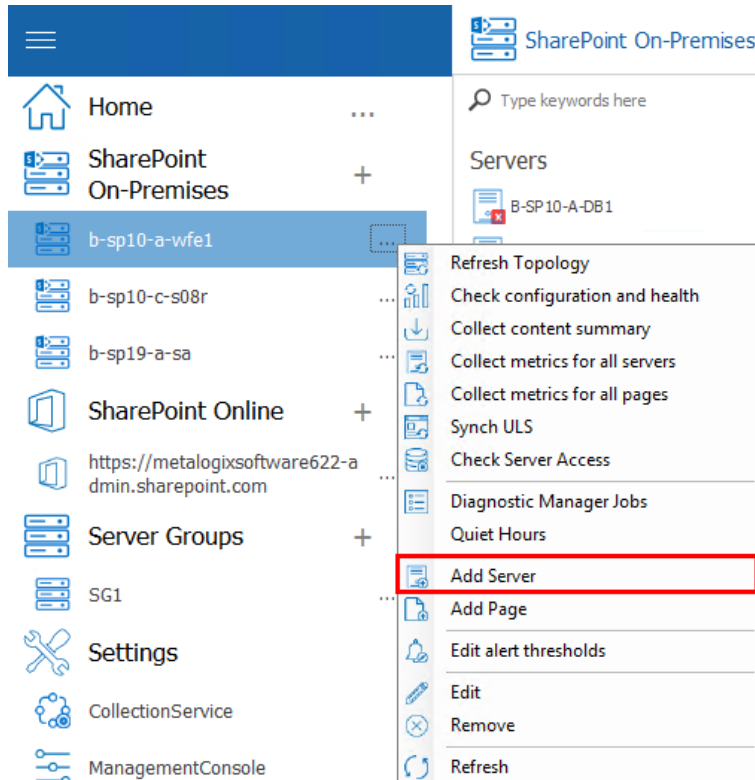 SharePoint On-Premises
Home
...
Type keywords here
SharePoint
On-Premises
+
Servers
B-SP10-A-DB1
b-sp10-a-wfe1
...
b-sp10-c-s08r
...
b-sp19-a-sa
...
SharePoint Online
+
https://metalogixsoftware622-a
dmin.sharepoint.com
...
Server Groups
+
SG1
...
Settings
CollectionService
ManagementConsole
Refresh Topology
Check configuration and health
Collect content summary
Collect metrics for all servers
Collect metrics for all pages
Synch ULS
Check Server Access
Diagnostic Manager Jobs
Quiet Hours
Add Server
Add Page
Edit alert thresholds
Edit
Remove
Refresh